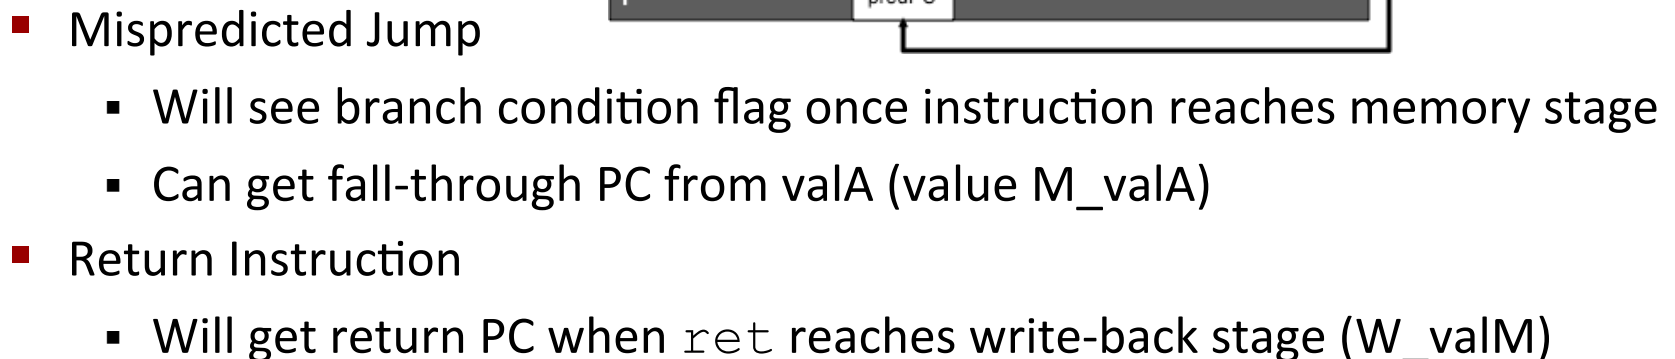 Mispredicted Jump
Will see branch condition flag once instruction reaches memory stage
Can get fall-through PC from valA (value M_valA)
Return Instruction
Will get return PC when ret reaches write-back stage (W_valM)